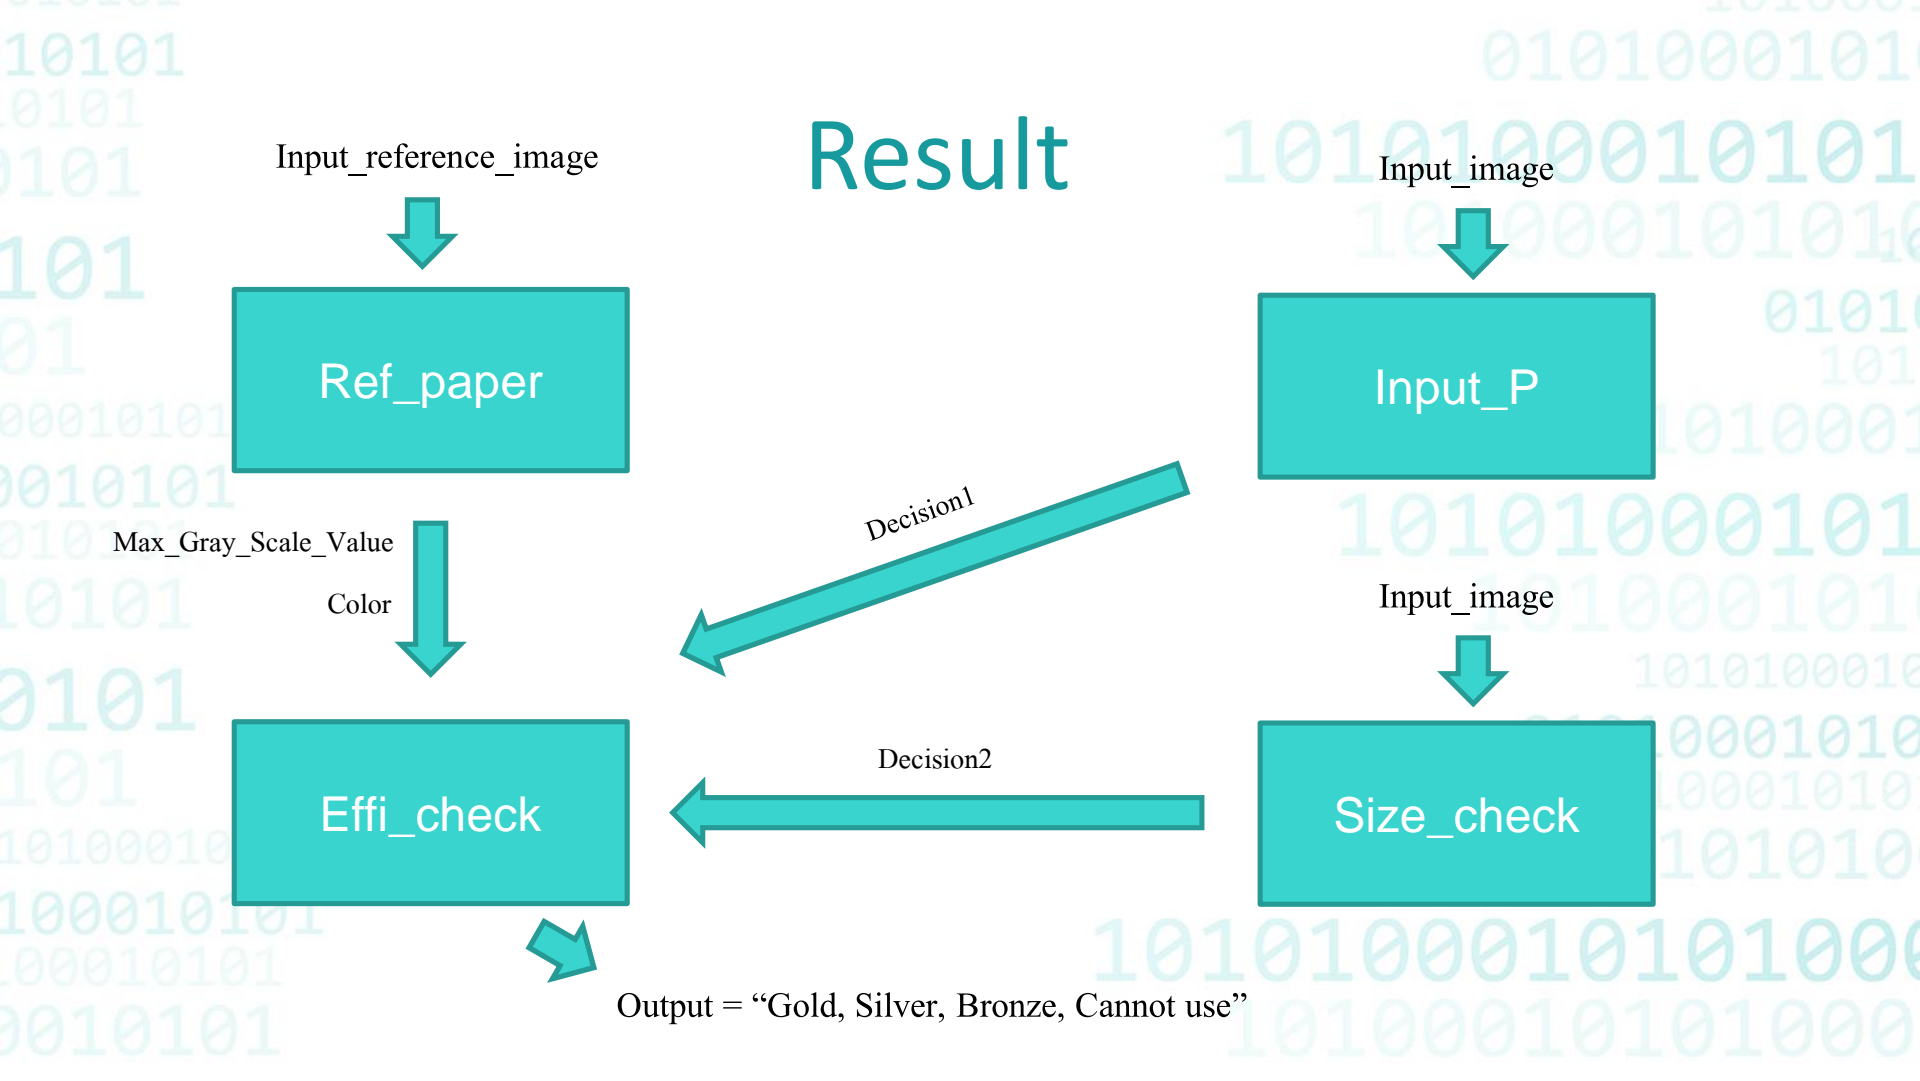 Result
Input_reference_image
Input_image
Ref_paper
Input_P
Max_Gray_Scale_Value
Color
Decision1
Input_image
Effi_check
Decision2
Size_check
Output = “Gold, Silver, Bronze, Cannot use”